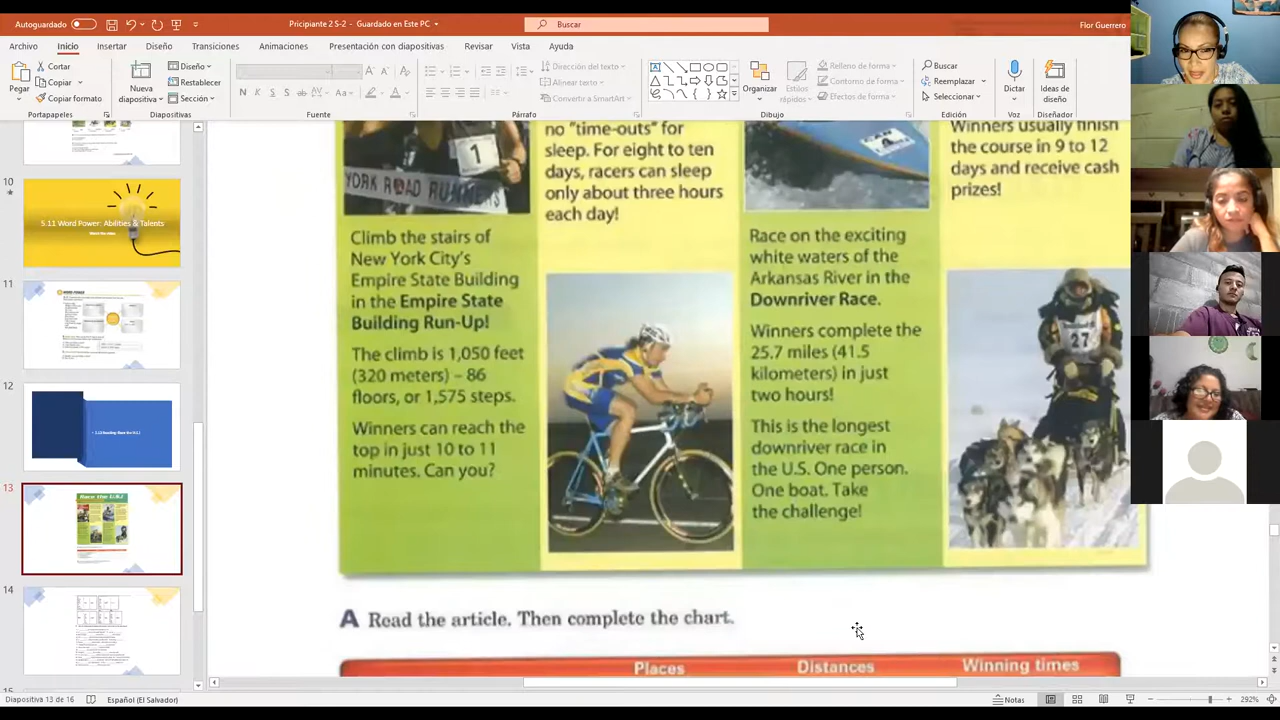 Autoguardado
Pricipiante 2 S-2 - Guardado en Este PC
Buscar
Flor Guerrero
Archivo
Inicio
Insertar
Diseño
Transiciones
Animaciones
Presentación con diapositivas
Revisar
Vista
Ayuda
Pegar
Cortar
Copiar
Copiar formato
Portapapeles
Nueva
diapositiva
Diseño
Restablecer
Sección
Diapositivas
Fuente
Dirección del texto
Alinear texto
Convertir a SmartArt
Párrafo
Organizar
Estilos
rápidos
Relleno de forma
Contorno de forma
Efectos de forma
Dibujo
Buscar
Reemplazar
Seleccionar
Edición
Dictar
Voz
Ideas de
diseño
Diseñador
10
5.11 Word Power: Abilities & Talents
11
12
13
14
1
YORK ROAD RUNNERS
Climb the stairs of
New York City's
Empire State Building
in the Empire State
Building Run-Up!
The climb is 1,050 feet
(320 meters) – 86
floors, or 1,575 steps.
Winners can reach the
top in just 10 to 11
minutes. Can you?
no "time-outs" for
sleep. For eight to ten
days, racers can sleep
only about three hours
each day!
Race on the exciting
white waters of the
Arkansas River in the
Downriver Race.
Winners complete the
25.7 miles (41.5
kilometers) in just
two hours!
This is the longest
downriver race in
the U.S. One person.
One boat. Take
the challenge!
Winners usually finish
the course in 9 to 12
days and receive cash
prizes!
27
A Read the article. Then complete the chart.
Places
Distances
Winning times
Diapositiva 13 de 16
Español (El Salvador)
Notas
292%